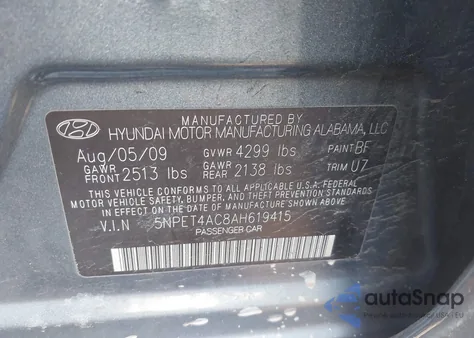 MANUFACTURED BY
HYUNDAI MOTOR MANUFACTURING ALABAMA, LLC
Aug/05/09 GVWR 4299 lbs PAINT BF
GAWR FRONT 2513 lbs GAWR REAR 2138 lbs TRIM U7
THIS VEHICLE CONFORMS TO ALL APPLICABLE U.S.A. FEDERAL
MOTOR VEHICLE SAFETY, BUMPER, AND THEFT PREVENTION STANDARDS
IN EFFECT ON THE DATE OF MANUFACTURE SHOWN ABOVE.
V.I.N 5NPET4AC8AH619415
PASSENGER CAR
autoSnap